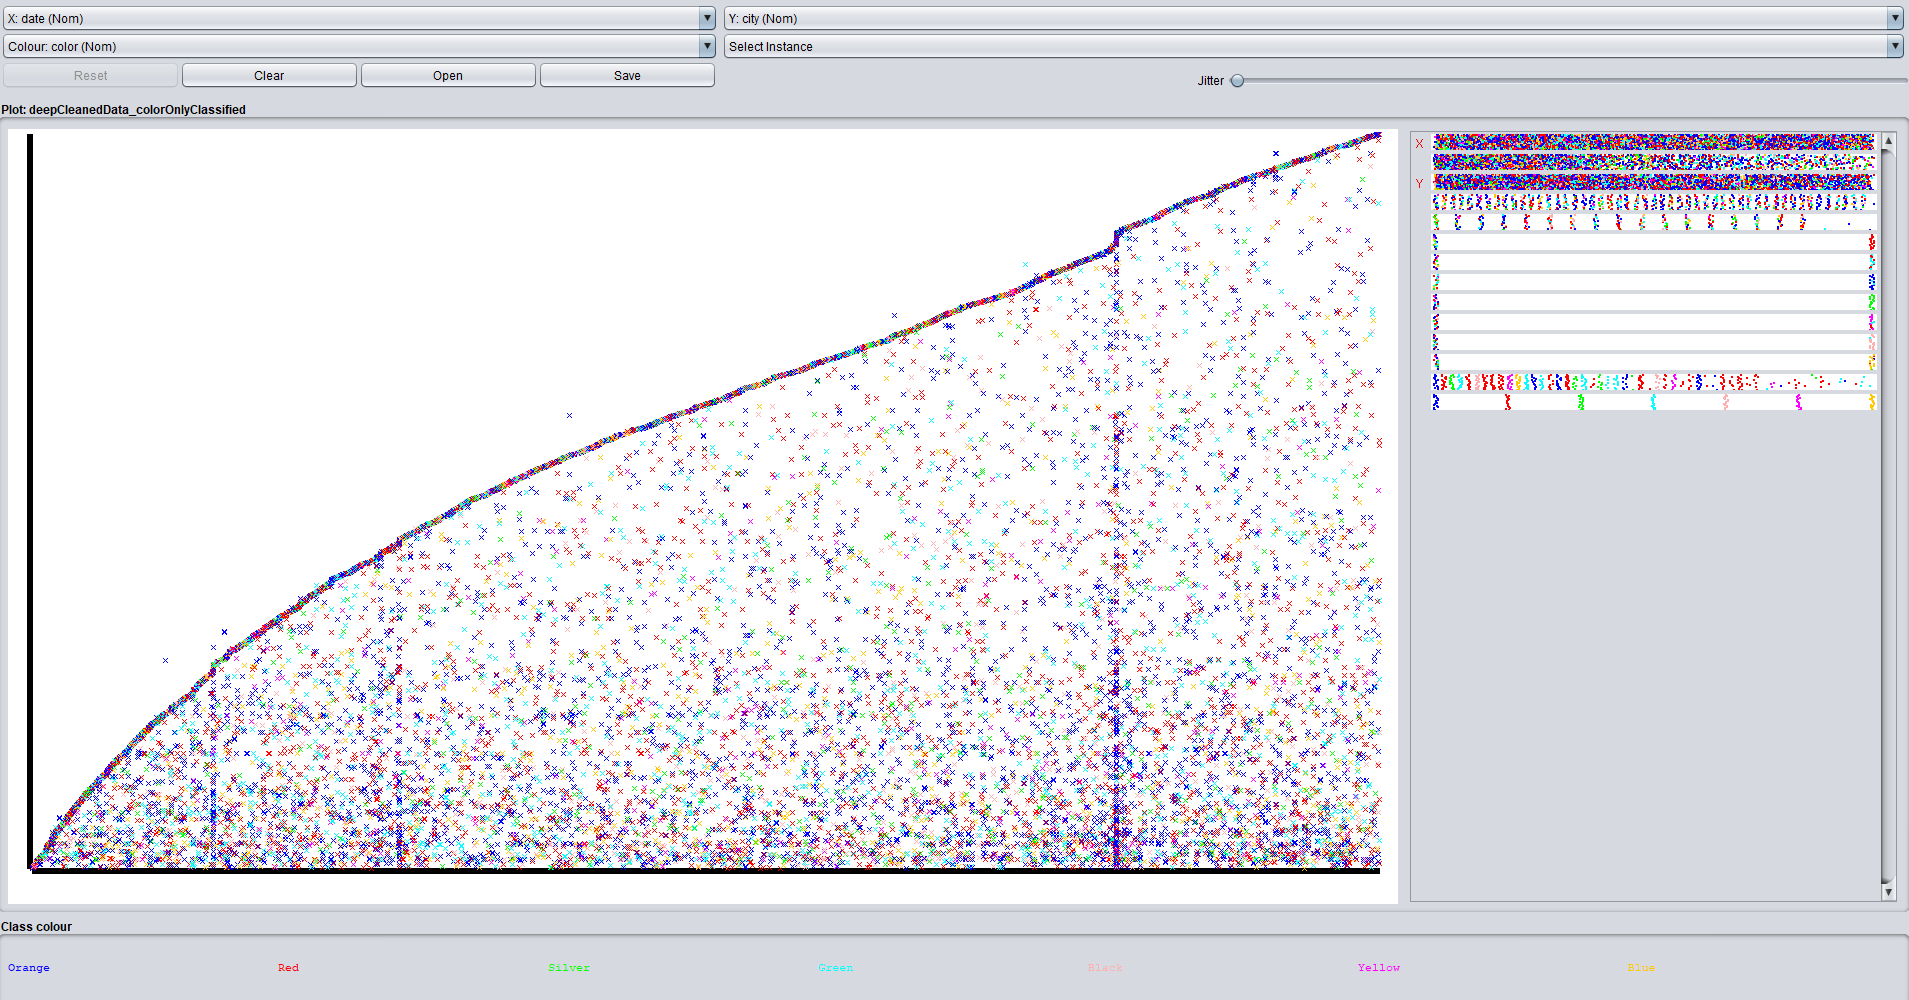 X: date (Nom)
Y: city (Nom)
Colour: color (Nom)
Select Instance
Reset
Clear
Open
Save
Jitter
Plot: deepCleanedData_colorOnlyClassified
X
Y
Class colour
Orange
Red
Silver
Green
Black
Yellow
Blue